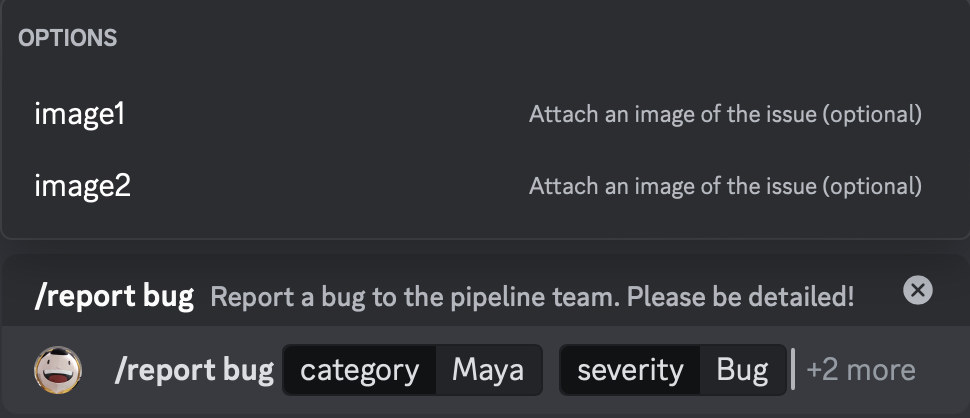 OPTIONS
image1 Attach an image of the issue (optional)
image2 Attach an image of the issue (optional)
/report bug Report a bug to the pipeline team. Please be detailed!
/report bug category Maya severity Bug +2 more